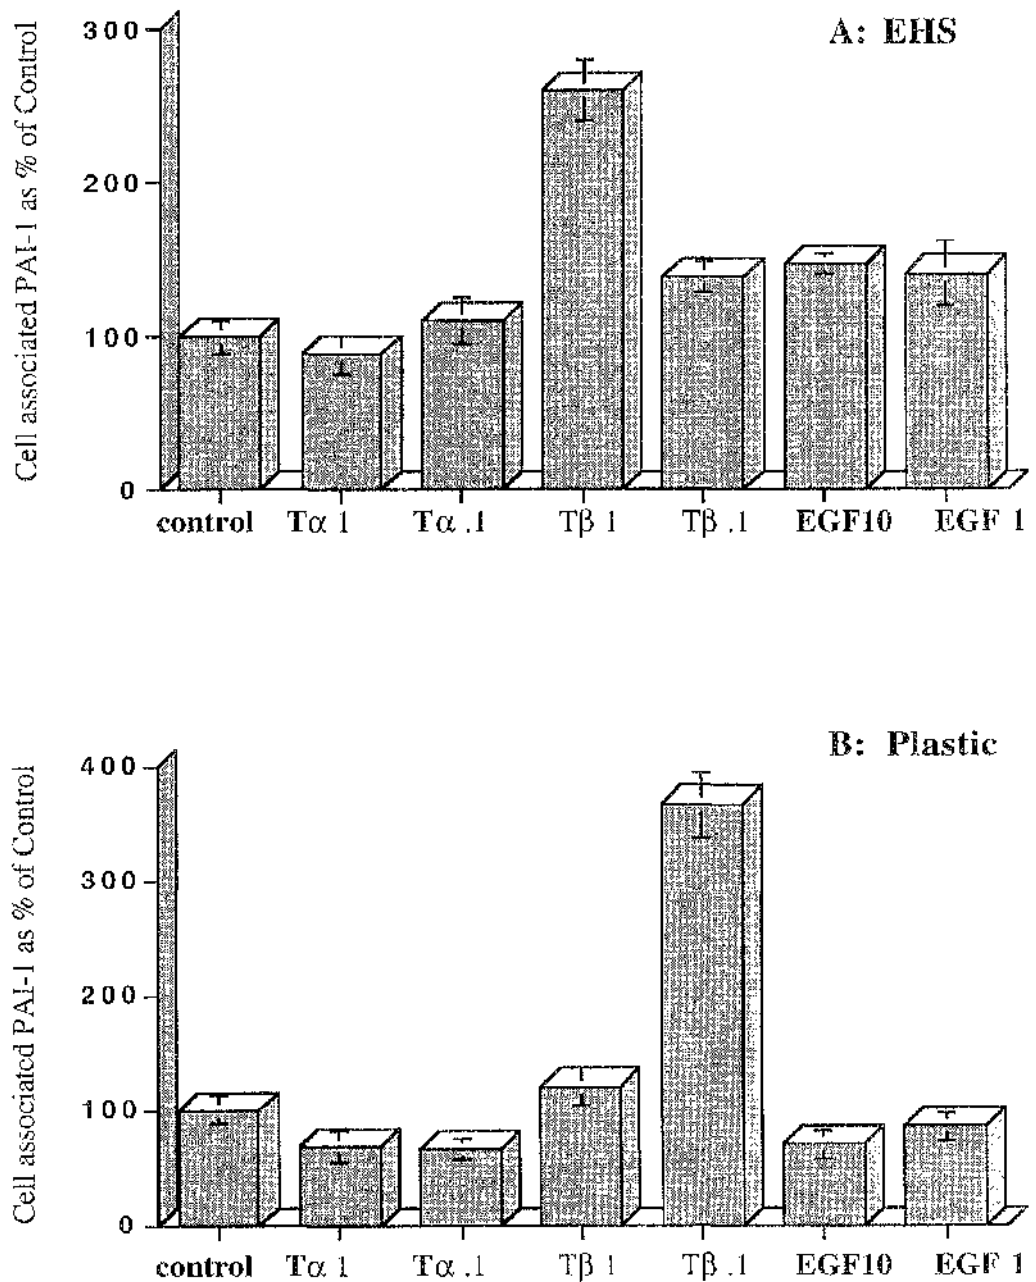 A: EHS
Cell associated PAI-1 as % of Control
300
200
100
0
control Tα 1 Tα .1 Tβ 1 Tβ .1 EGF10 EGF 1
B: Plastic
Cell associated PAI-1 as % of Control
400
300
200
100
0
control Tα 1 Tα .1 Tβ 1 Tβ .1 EGF10 EGF 1